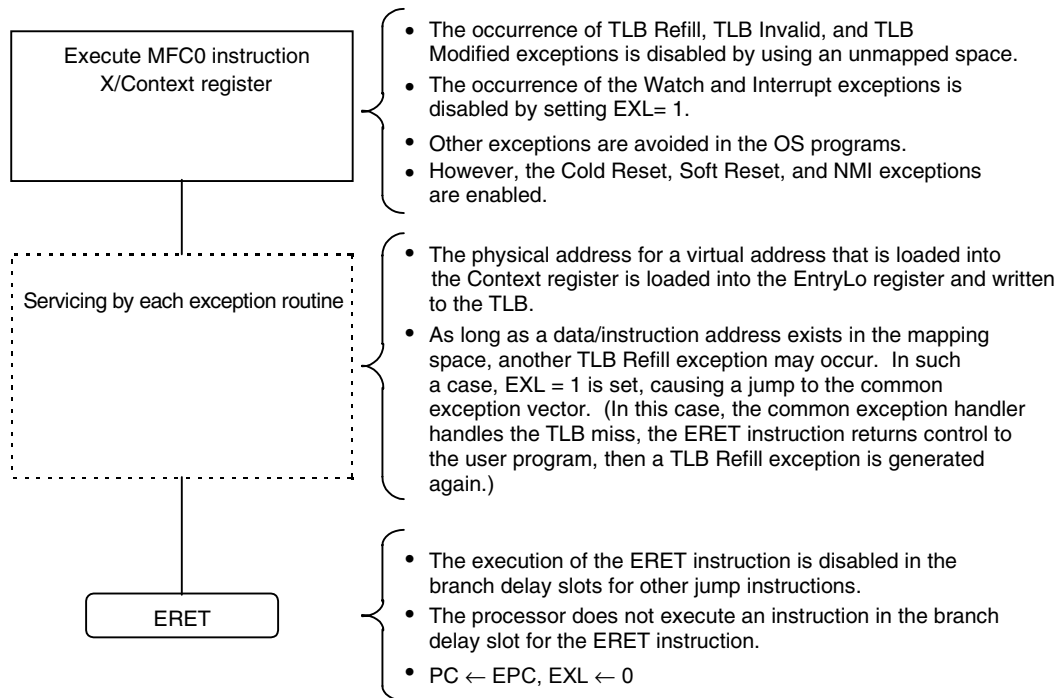 Execute MFC0 instruction
X/Context register
• The occurrence of TLB Refill, TLB Invalid, and TLB
Modified exceptions is disabled by using an unmapped space.
• The occurrence of the Watch and Interrupt exceptions is
disabled by setting EXL= 1.
• Other exceptions are avoided in the OS programs.
• However, the Cold Reset, Soft Reset, and NMI exceptions
are enabled.
Servicing by each exception routine
• The physical address for a virtual address that is loaded into
the Context register is loaded into the EntryLo register and written
to the TLB.
• As long as a data/instruction address exists in the mapping
space, another TLB Refill exception may occur. In such
a case, EXL = 1 is set, causing a jump to the common
exception vector. (In this case, the common exception handler
handles the TLB miss, the ERET instruction returns control to
the user program, then a TLB Refill exception is generated
again.)
ERET
• The execution of the ERET instruction is disabled in the
branch delay slots for other jump instructions.
• The processor does not execute an instruction in the branch
delay slot for the ERET instruction.
• PC ← EPC, EXL ← 0